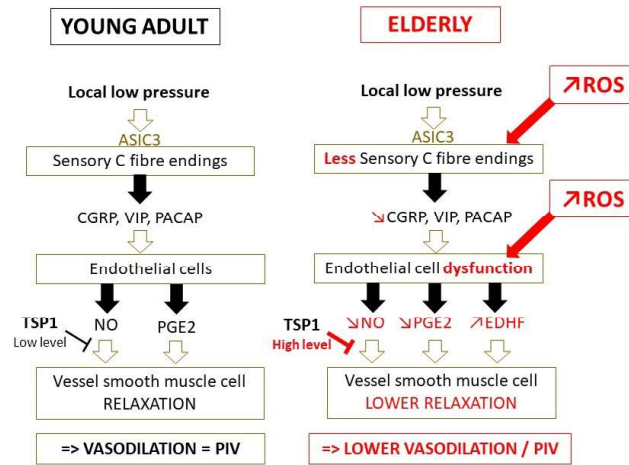 YOUNG ADULT
Local low pressure
ASIC3
Sensory C fibre endings
CGRP, VIP, PACAP
Endothelial cells
TSP1
Low level
NO
PGE2
Vessel smooth muscle cell
RELAXATION
=> VASODILATION = PIV
ELDERLY
↗ROS
Local low pressure
ASIC3
Less Sensory C fibre endings
↗ROS
↘CGRP, VIP, PACAP
Endothelial cell dysfunction
TSP1
High level
↘NO
↘PGE2
↗EDHF
Vessel smooth muscle cell
LOWER RELAXATION
=> LOWER VASODILATION / PIV